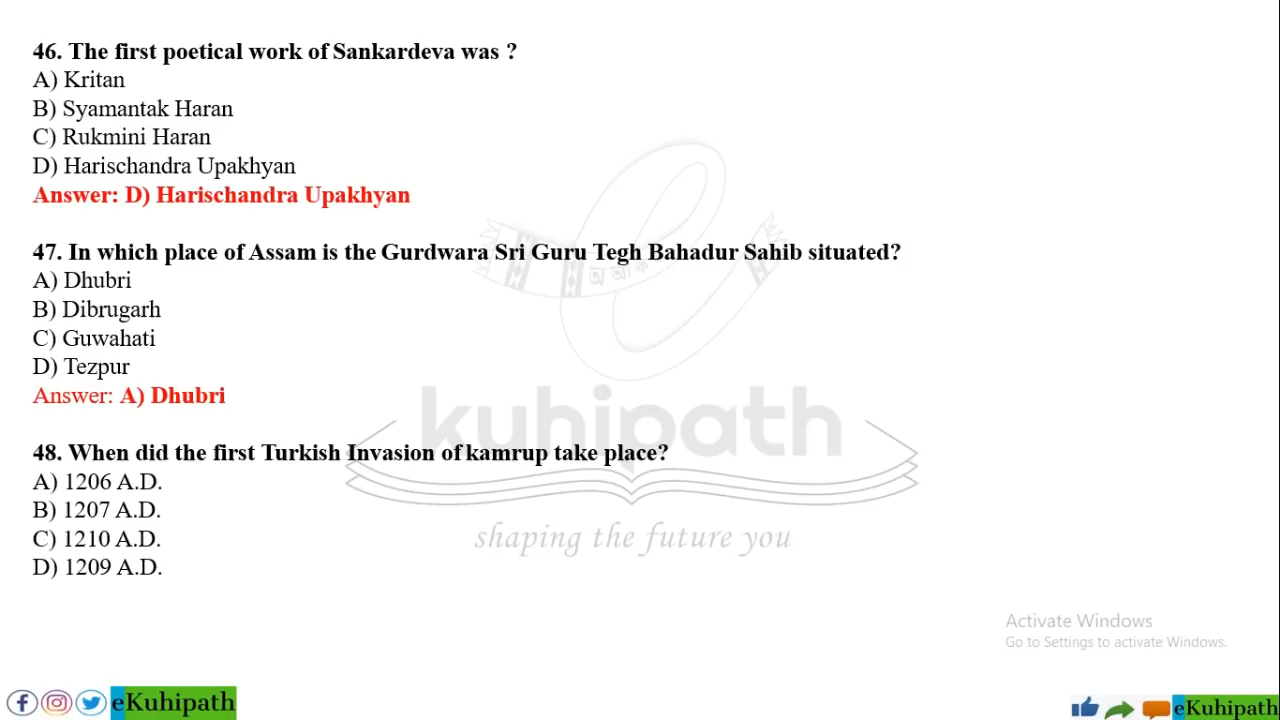 46. The first poetical work of Sankardeva was ?
A) Kritan
B) Syamantak Haran
C) Rukmini Haran
D) Harischandra Upakhyan
Answer: D) Harischandra Upakhyan
47. In which place of Assam is the Gurdwara Sri Guru Tegh Bahadur Sahib situated?
A) Dhubri
B) Dibrugarh
C) Guwahati
D) Tezpur
Answer: A) Dhubri
48. When did the first Turkish Invasion of kamrup take place?
A) 1206 A.D.
B) 1207 A.D.
C) 1210 A.D.
D) 1209 A.D.
অ আ ক
kuhipath
shaping the future you
Activate Windows
Go to Settings to activate Windows.
eKuhipath
eKuhipath